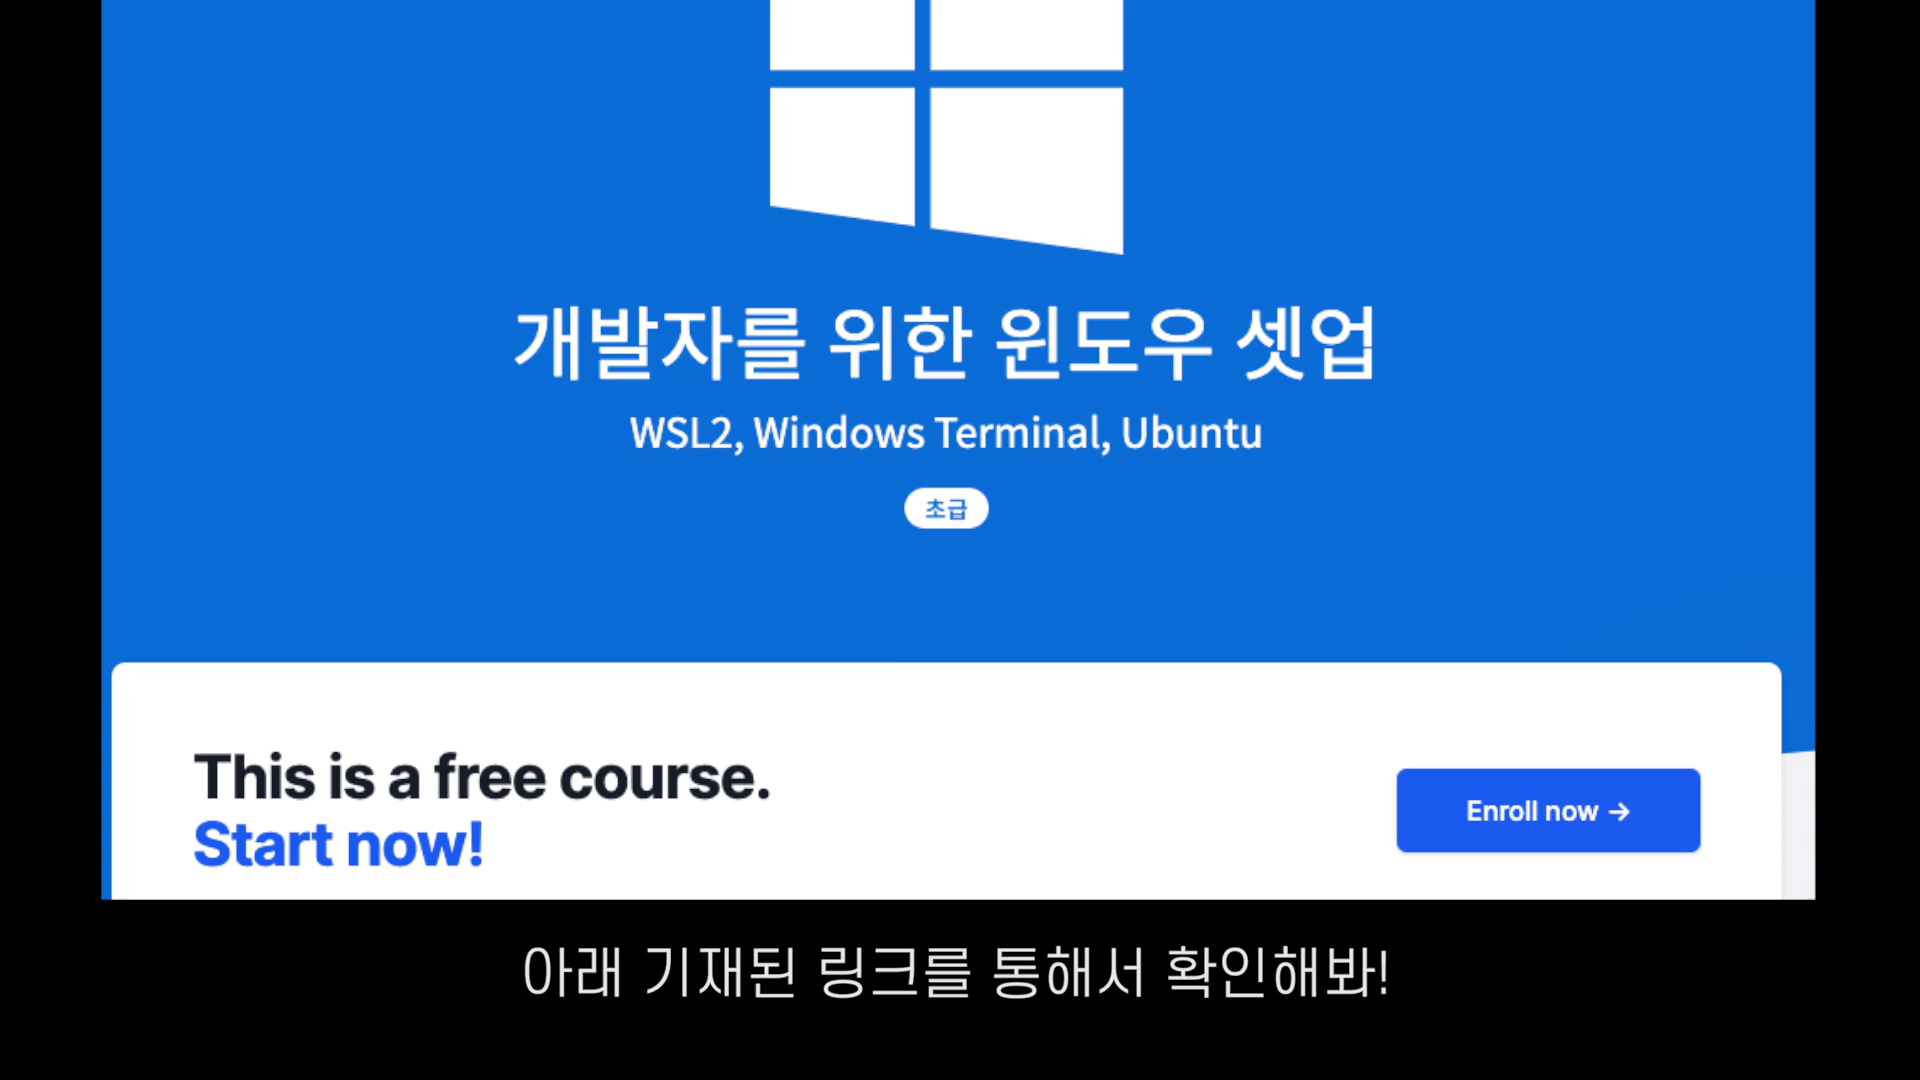 개발자를 위한 윈도우 셋업
WSL2, Windows Terminal, Ubuntu
초급
This is a free course.
Start now!
Enroll now →
아래 기재된 링크를 통해서 확인해봐!